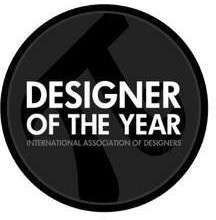 DESIGNER
OF THE YEAR
INTERNATIONAL ASSOCIATION OF DESIGNERS